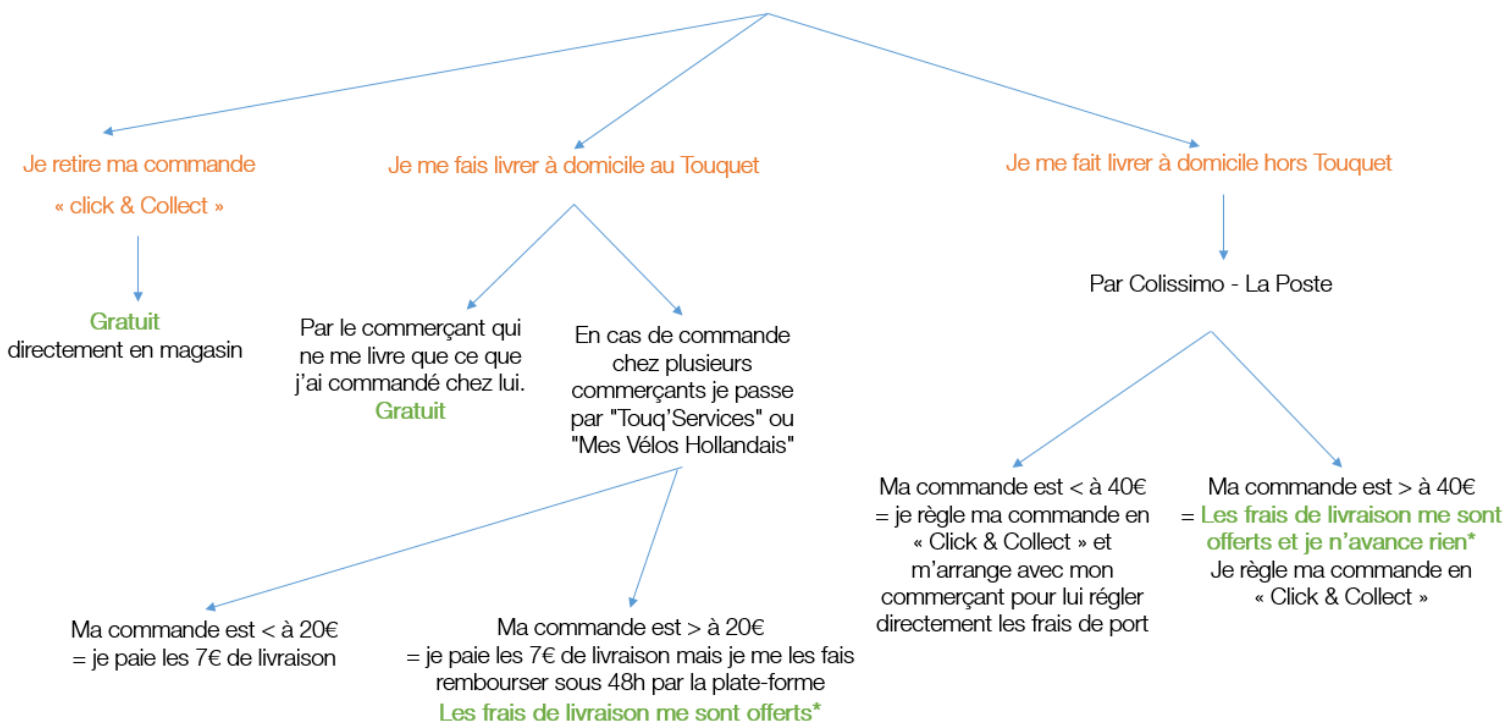 Je retire ma commande
« click & Collect »
Gratuit
directement en magasin
Je me fais livrer à domicile au Touquet
Par le commerçant qui
ne me livre que ce que
j'ai commandé chez lui.
Gratuit
En cas de commande
chez plusieurs
commerçants je passe
par "Touq'Services" ou
"Mes Vélos Hollandais"
Ma commande est < à 20€
= je paie les 7€ de livraison
Ma commande est > à 20€
= je paie les 7€ de livraison mais je me les fais
rembourser sous 48h par la plate-forme
Les frais de livraison me sont offerts*
Je me fait livrer à domicile hors Touquet
Par Colissimo - La Poste
Ma commande est < à 40€
= je règle ma commande en
« Click & Collect » et
m'arrange avec mon
commerçant pour lui régler
directement les frais de port
Ma commande est > à 40€
= Les frais de livraison me sont
offerts et je n'avance rien*
Je règle ma commande en
« Click & Collect »